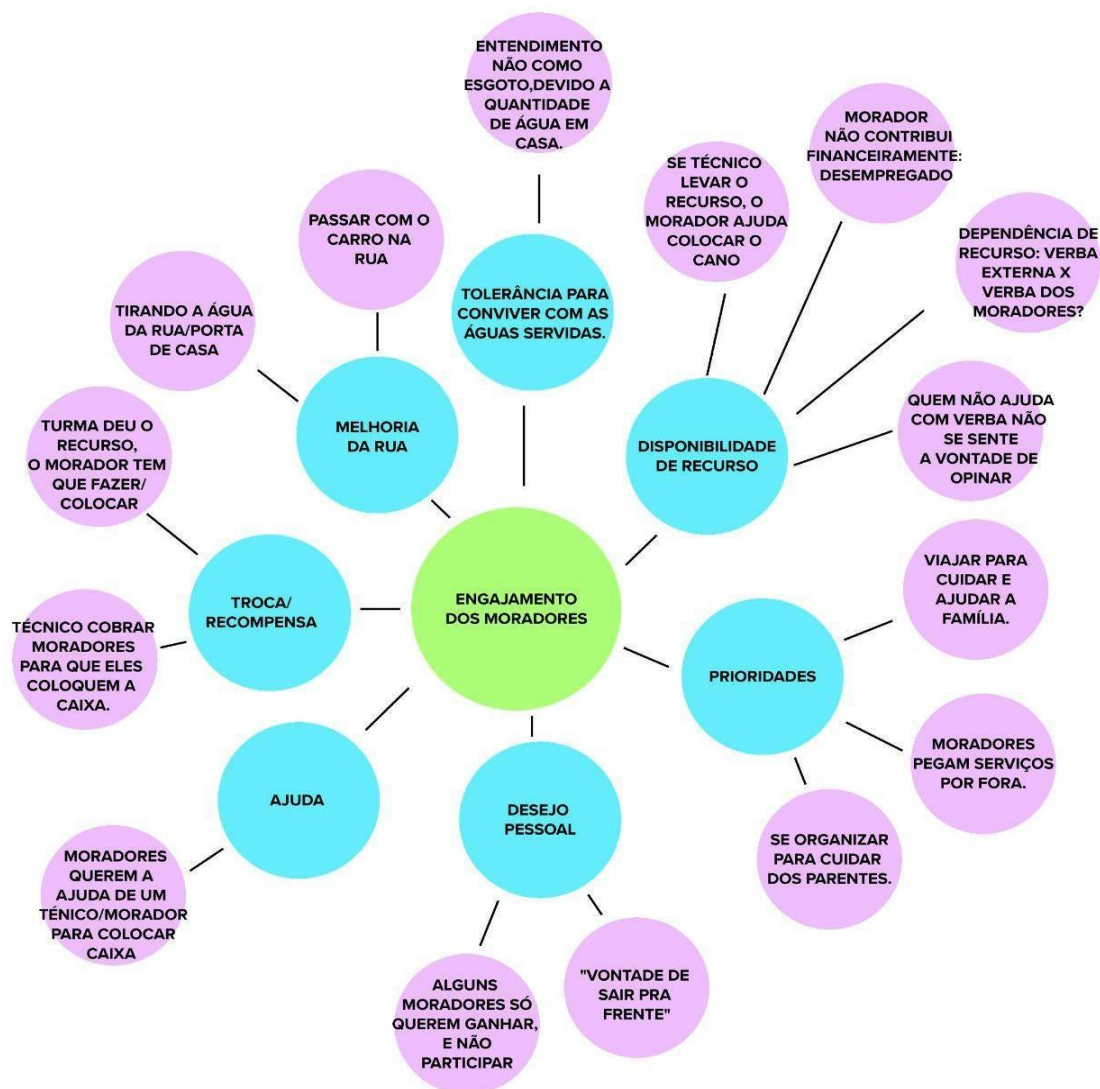 ENTENDIMENTO
NÃO COMO
ESGOTO,DEVIDO A
QUANTIDADE
DE ÁGUA EM
CASA.
MORADOR
NÃO CONTRIBUI
FINANCEIRAMENTE:
DESEMPREGADO
SE TÉCNICO
LEVAR O
RECURSO, O
MORADOR AJUDA
COLOCAR O
CANO
PASSAR COM O
CARRO NA
RUA
DEPENDÊNCIA DE
RECURSO: VERBA
EXTERNA X
VERBA DOS
MORADORES?
TOLERÂNCIA PARA
CONVIVER COM AS
ÁGUAS SERVIDAS.
TIRANDO A ÁGUA
DA RUA/PORTA
DE CASA
MELHORIA
DA RUA
DISPONIBILIDADE
DE RECURSO
QUEM NÃO AJUDA
COM VERBA NÃO
SE SENTE
A VONTADE DE
OPINAR
TURMA DEU O
RECURSO,
O MORADOR TEM
QUE FAZER/
COLOCAR
TROCA/
RECOMPENSA
ENGAJAMENTO
DOS MORADORES
VIAJAR PARA
CUIDAR E
AJUDAR A
FAMÍLIA.
TÉCNICO COBRAR
MORADORES
PARA QUE ELES
COLOQUEM A
CAIXA.
PRIORIDADES
MORADORES
PEGAM SERVIÇOS
POR FORA.
AJUDA
DESEJO
PESSOAL
SE ORGANIZAR
PARA CUIDAR
DOS PARENTES.
MORADORES
QUEREM A
AJUDA DE UM
TÉNICO/MORADOR
PARA COLOCAR
CAIXA
ALGUNS
MORADORES SÓ
QUEREM GANHAR,
E NÃO
PARTICIPAR
"VONTADE DE
SAIR PRA
FRENTE"